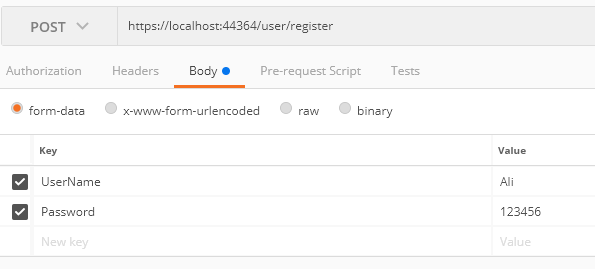 POST https://localhost:44364/user/register
Authorization Headers Body Pre-request Script Tests
form-data x-www-form-urlencoded raw binary
Key Value
UserName Ali
Password 123456
New key Value